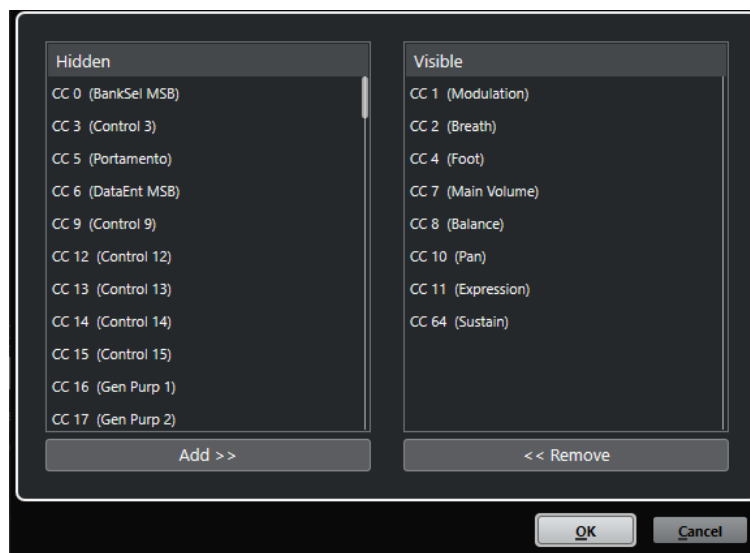 Hidden
CC 0 (BankSel MSB)
CC 3 (Control 3)
CC 5 (Portamento)
CC 6 (DataEnt MSB)
CC 9 (Control 9)
CC 12 (Control 12)
CC 13 (Control 13)
CC 14 (Control 14)
CC 15 (Control 15)
CC 16 (Gen Purp 1)
CC 17 (Gen Purp 2)
Add >>
Visible
CC 1 (Modulation)
CC 2 (Breath)
CC 4 (Foot)
CC 7 (Main Volume)
CC 8 (Balance)
CC 10 (Pan)
CC 11 (Expression)
CC 64 (Sustain)
<< Remove
OK
Cancel